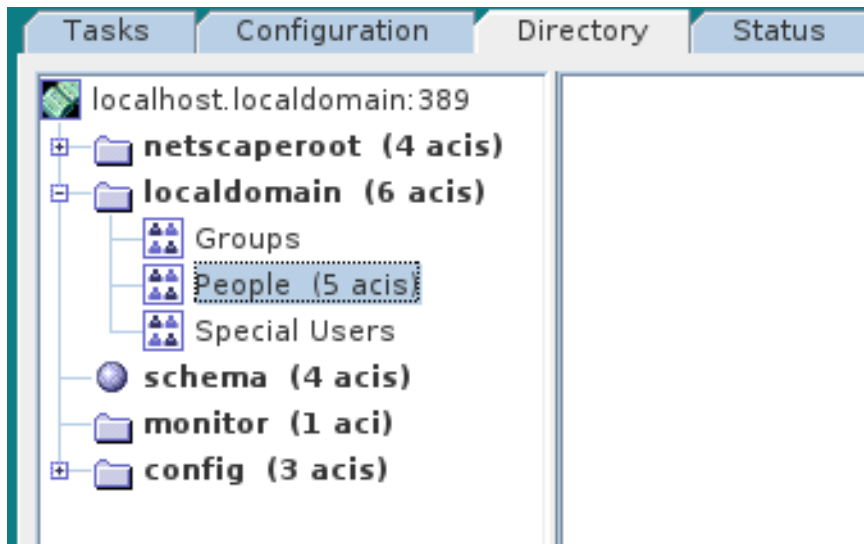 Tasks Configuration Directory Status
localhost.localdomain:389
netscaperoot (4 acis)
localdomain (6 acis)
Groups
People (5 acis)
Special Users
schema (4 acis)
monitor (1 aci)
config (3 acis)